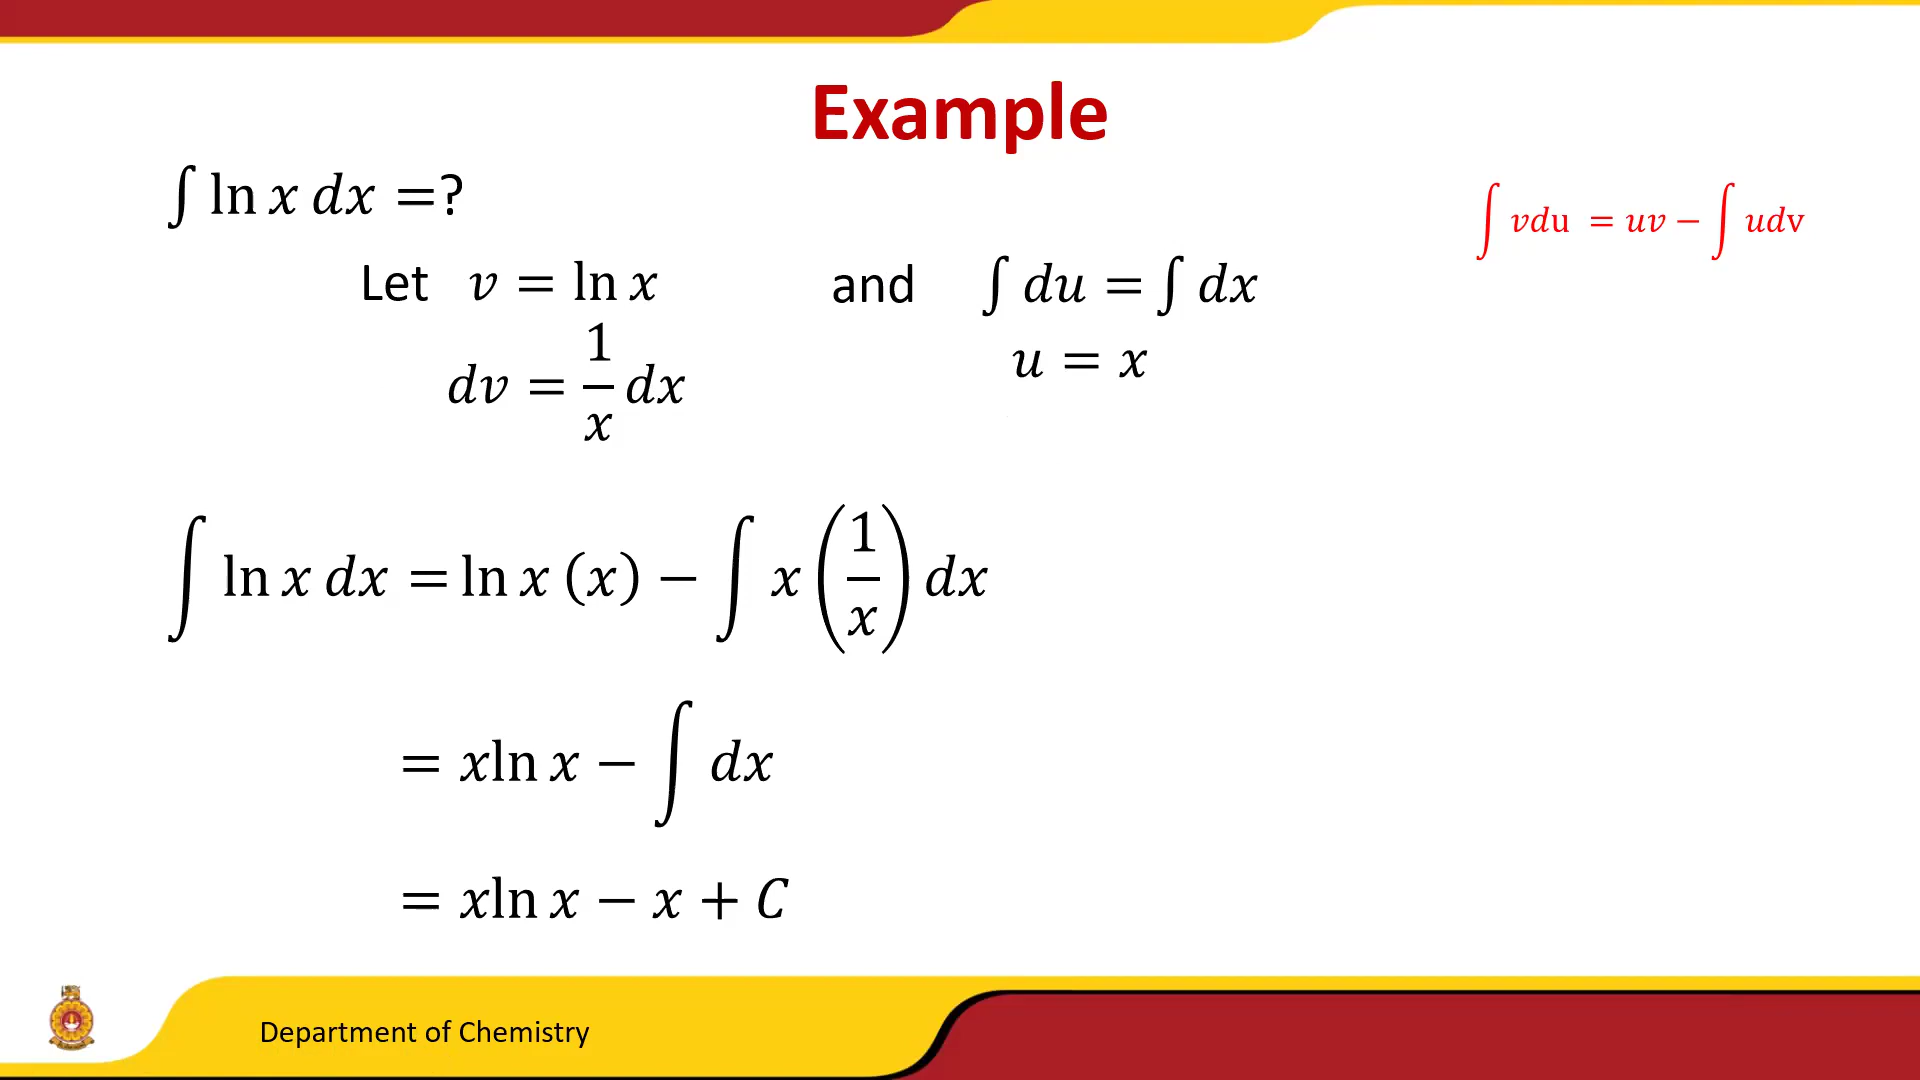 Example
∫ ln x dx =?
∫ vdu = uv − ∫ udv
Let v = ln x and ∫ du = ∫ dx
dv = 1/x dx u = x
∫ ln x dx = ln x (x) − ∫ x (1/x) dx
= xln x − ∫ dx
= xln x − x + C
Department of Chemistry